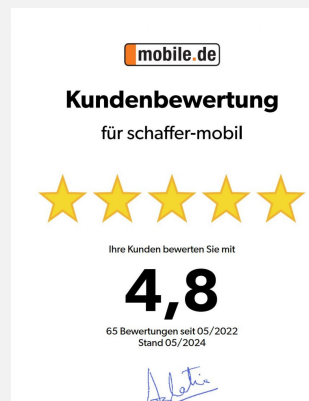 mobile.de
Kundenbewertung
für schaffer-mobil
Ihre Kunden bewerten Sie mit
4,8
65 Bewertungen seit 05/2022
Stand 05/2024